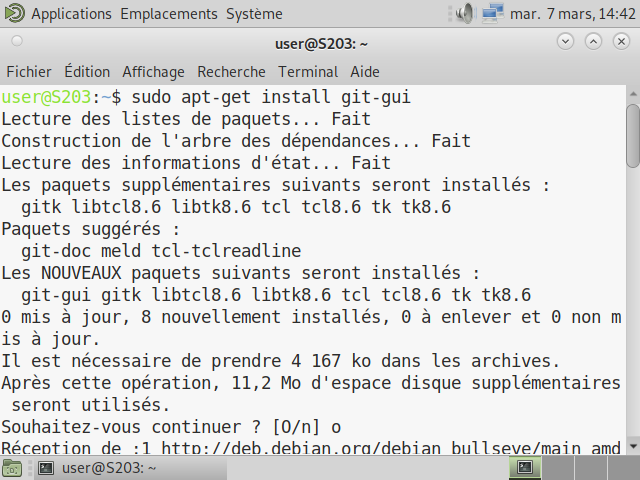 Applications Emplacements Système mar. 7 mars, 14:42
user@S203: ~
Fichier Édition Affichage Recherche Terminal Aide
user@S203:~$ sudo apt-get install git-gui
Lecture des listes de paquets... Fait
Construction de l'arbre des dépendances... Fait
Lecture des informations d'état... Fait
Les paquets supplémentaires suivants seront installés :
  gitk libtcl8.6 libtk8.6 tcl tcl8.6 tk tk8.6
Paquets suggérés :
  git-doc meld tcl-tclreadline
Les NOUVEAUX paquets suivants seront installés :
  git-gui gitk libtcl8.6 libtk8.6 tcl tcl8.6 tk tk8.6
0 mis à jour, 8 nouvellement installés, 0 à enlever et 0 non m
is à jour.
Il est nécessaire de prendre 4 167 ko dans les archives.
Après cette opération, 11,2 Mo d'espace disque supplémentaires
 seront utilisés.
Souhaitez-vous continuer ? [O/n] o
Réception de :1 http://deb.debian.org/debian bullseye/main amd
user@S203: ~